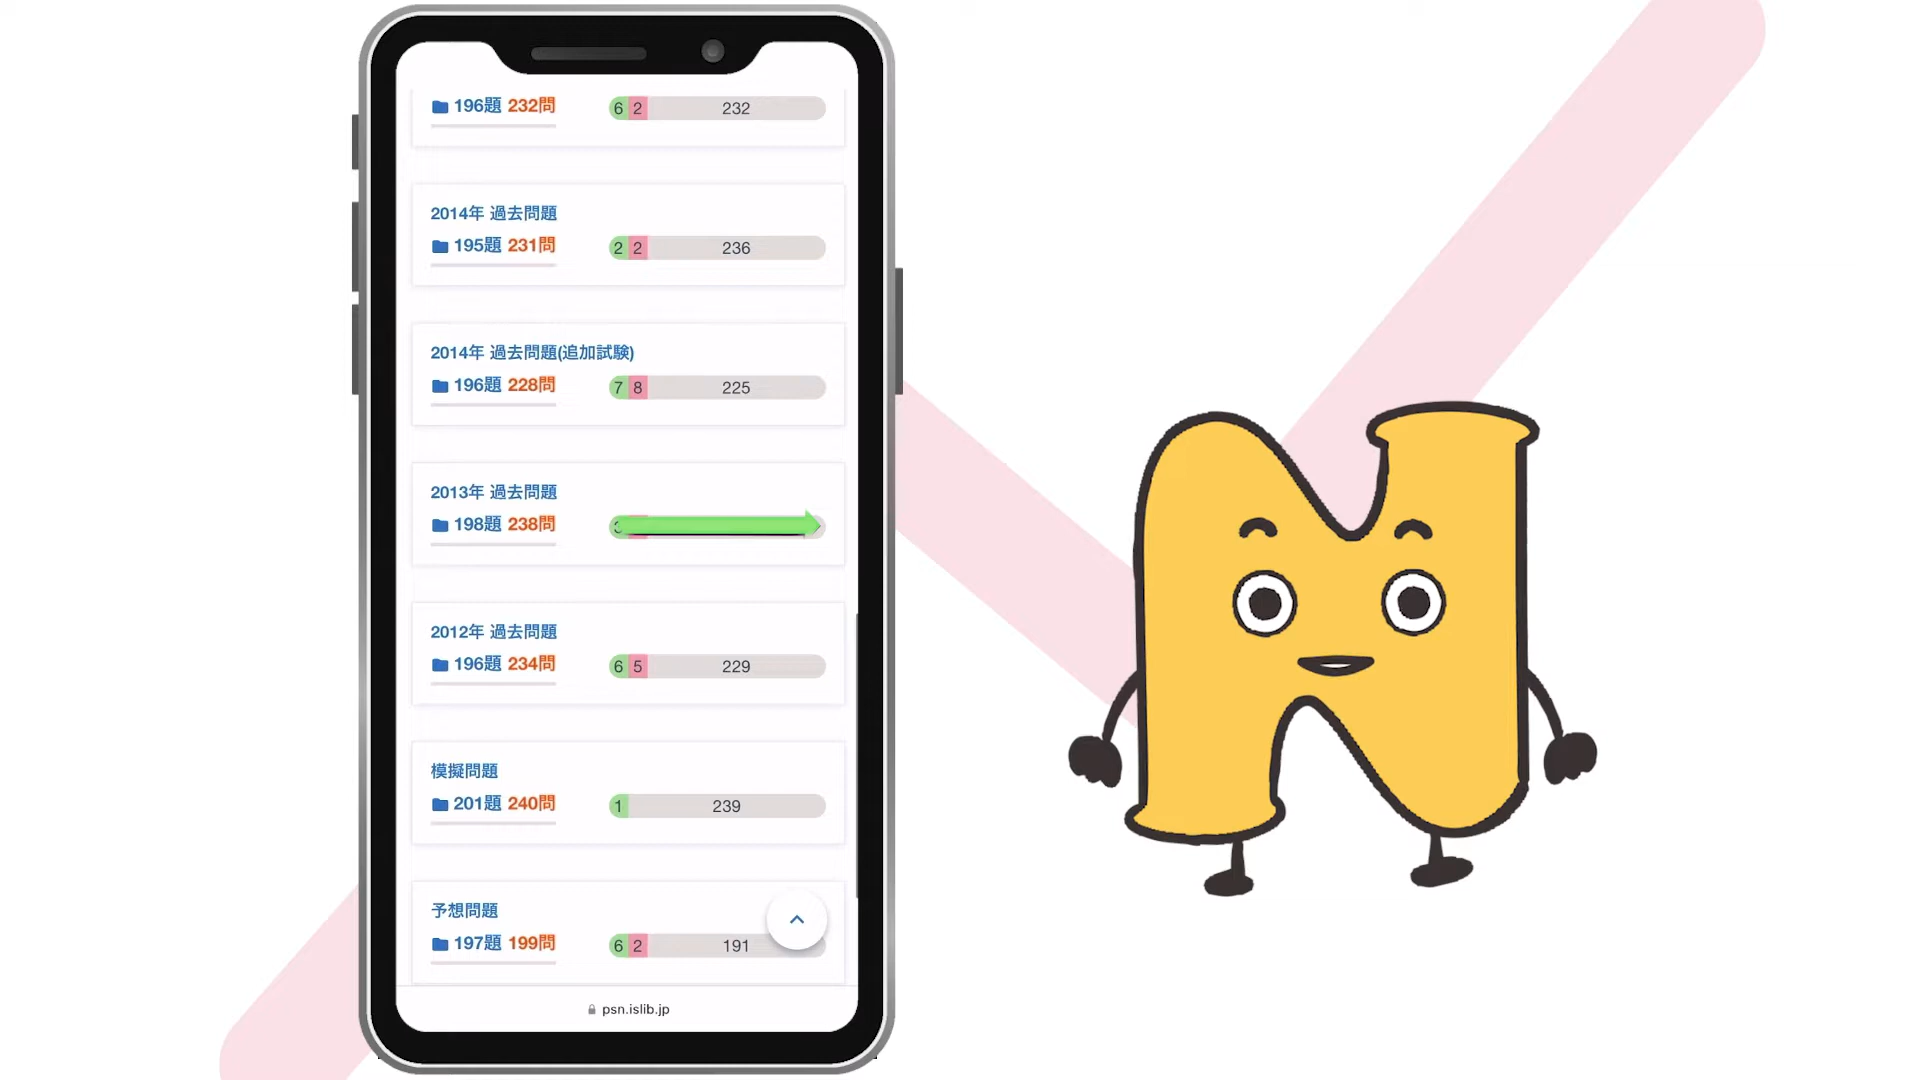 196題 232問
6 2 232
2014年 過去問題
195題 231問
2 2 236
2014年 過去問題(追加試験)
196題 228問
7 8 225
2013年 過去問題
198題 238問
2012年 過去問題
196題 234問
6 5 229
模擬問題
201題 240問
1 239
予想問題
197題 199問
6 2 191
psn.islib.jp